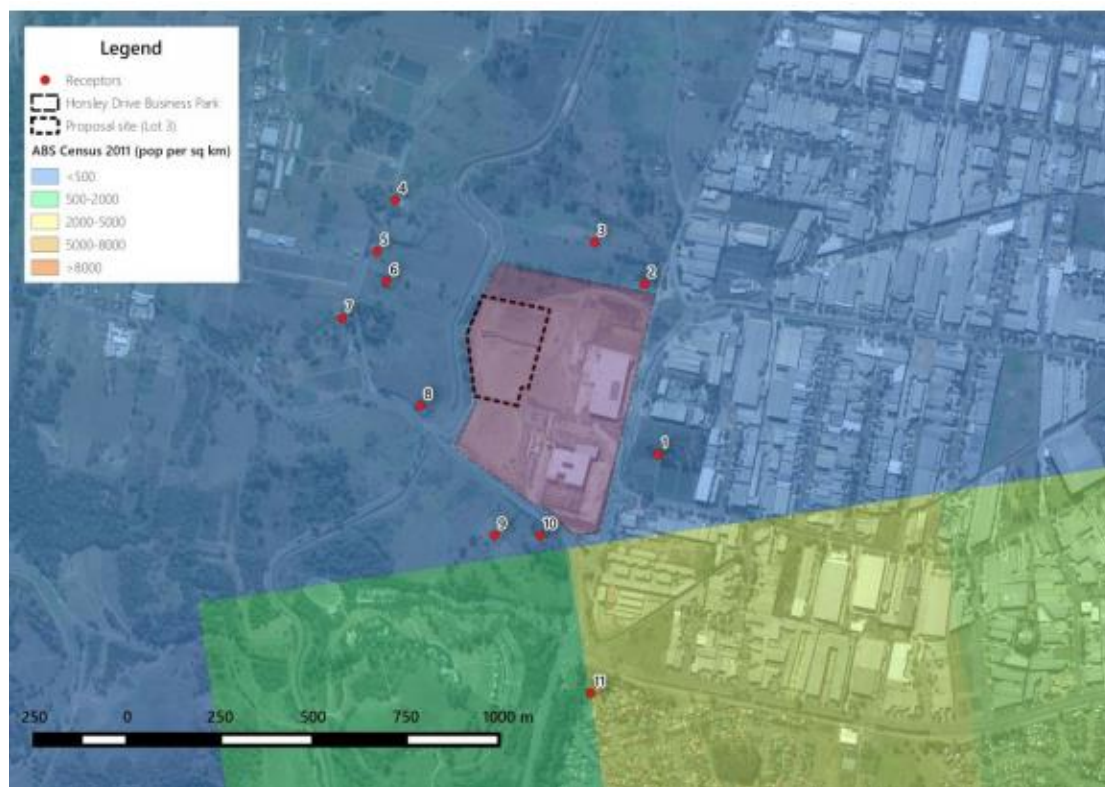 Legend
Receptors
Horsley Drive Business Park
Proposal site (Lot 3)
ABS Census 2011 (pop per sq km)
<500
500-2000
2000-5000
5000-8000
>8000
4
3
5
2
6
7
8
1
9
10
11
250 0 250 500 750 1000 m